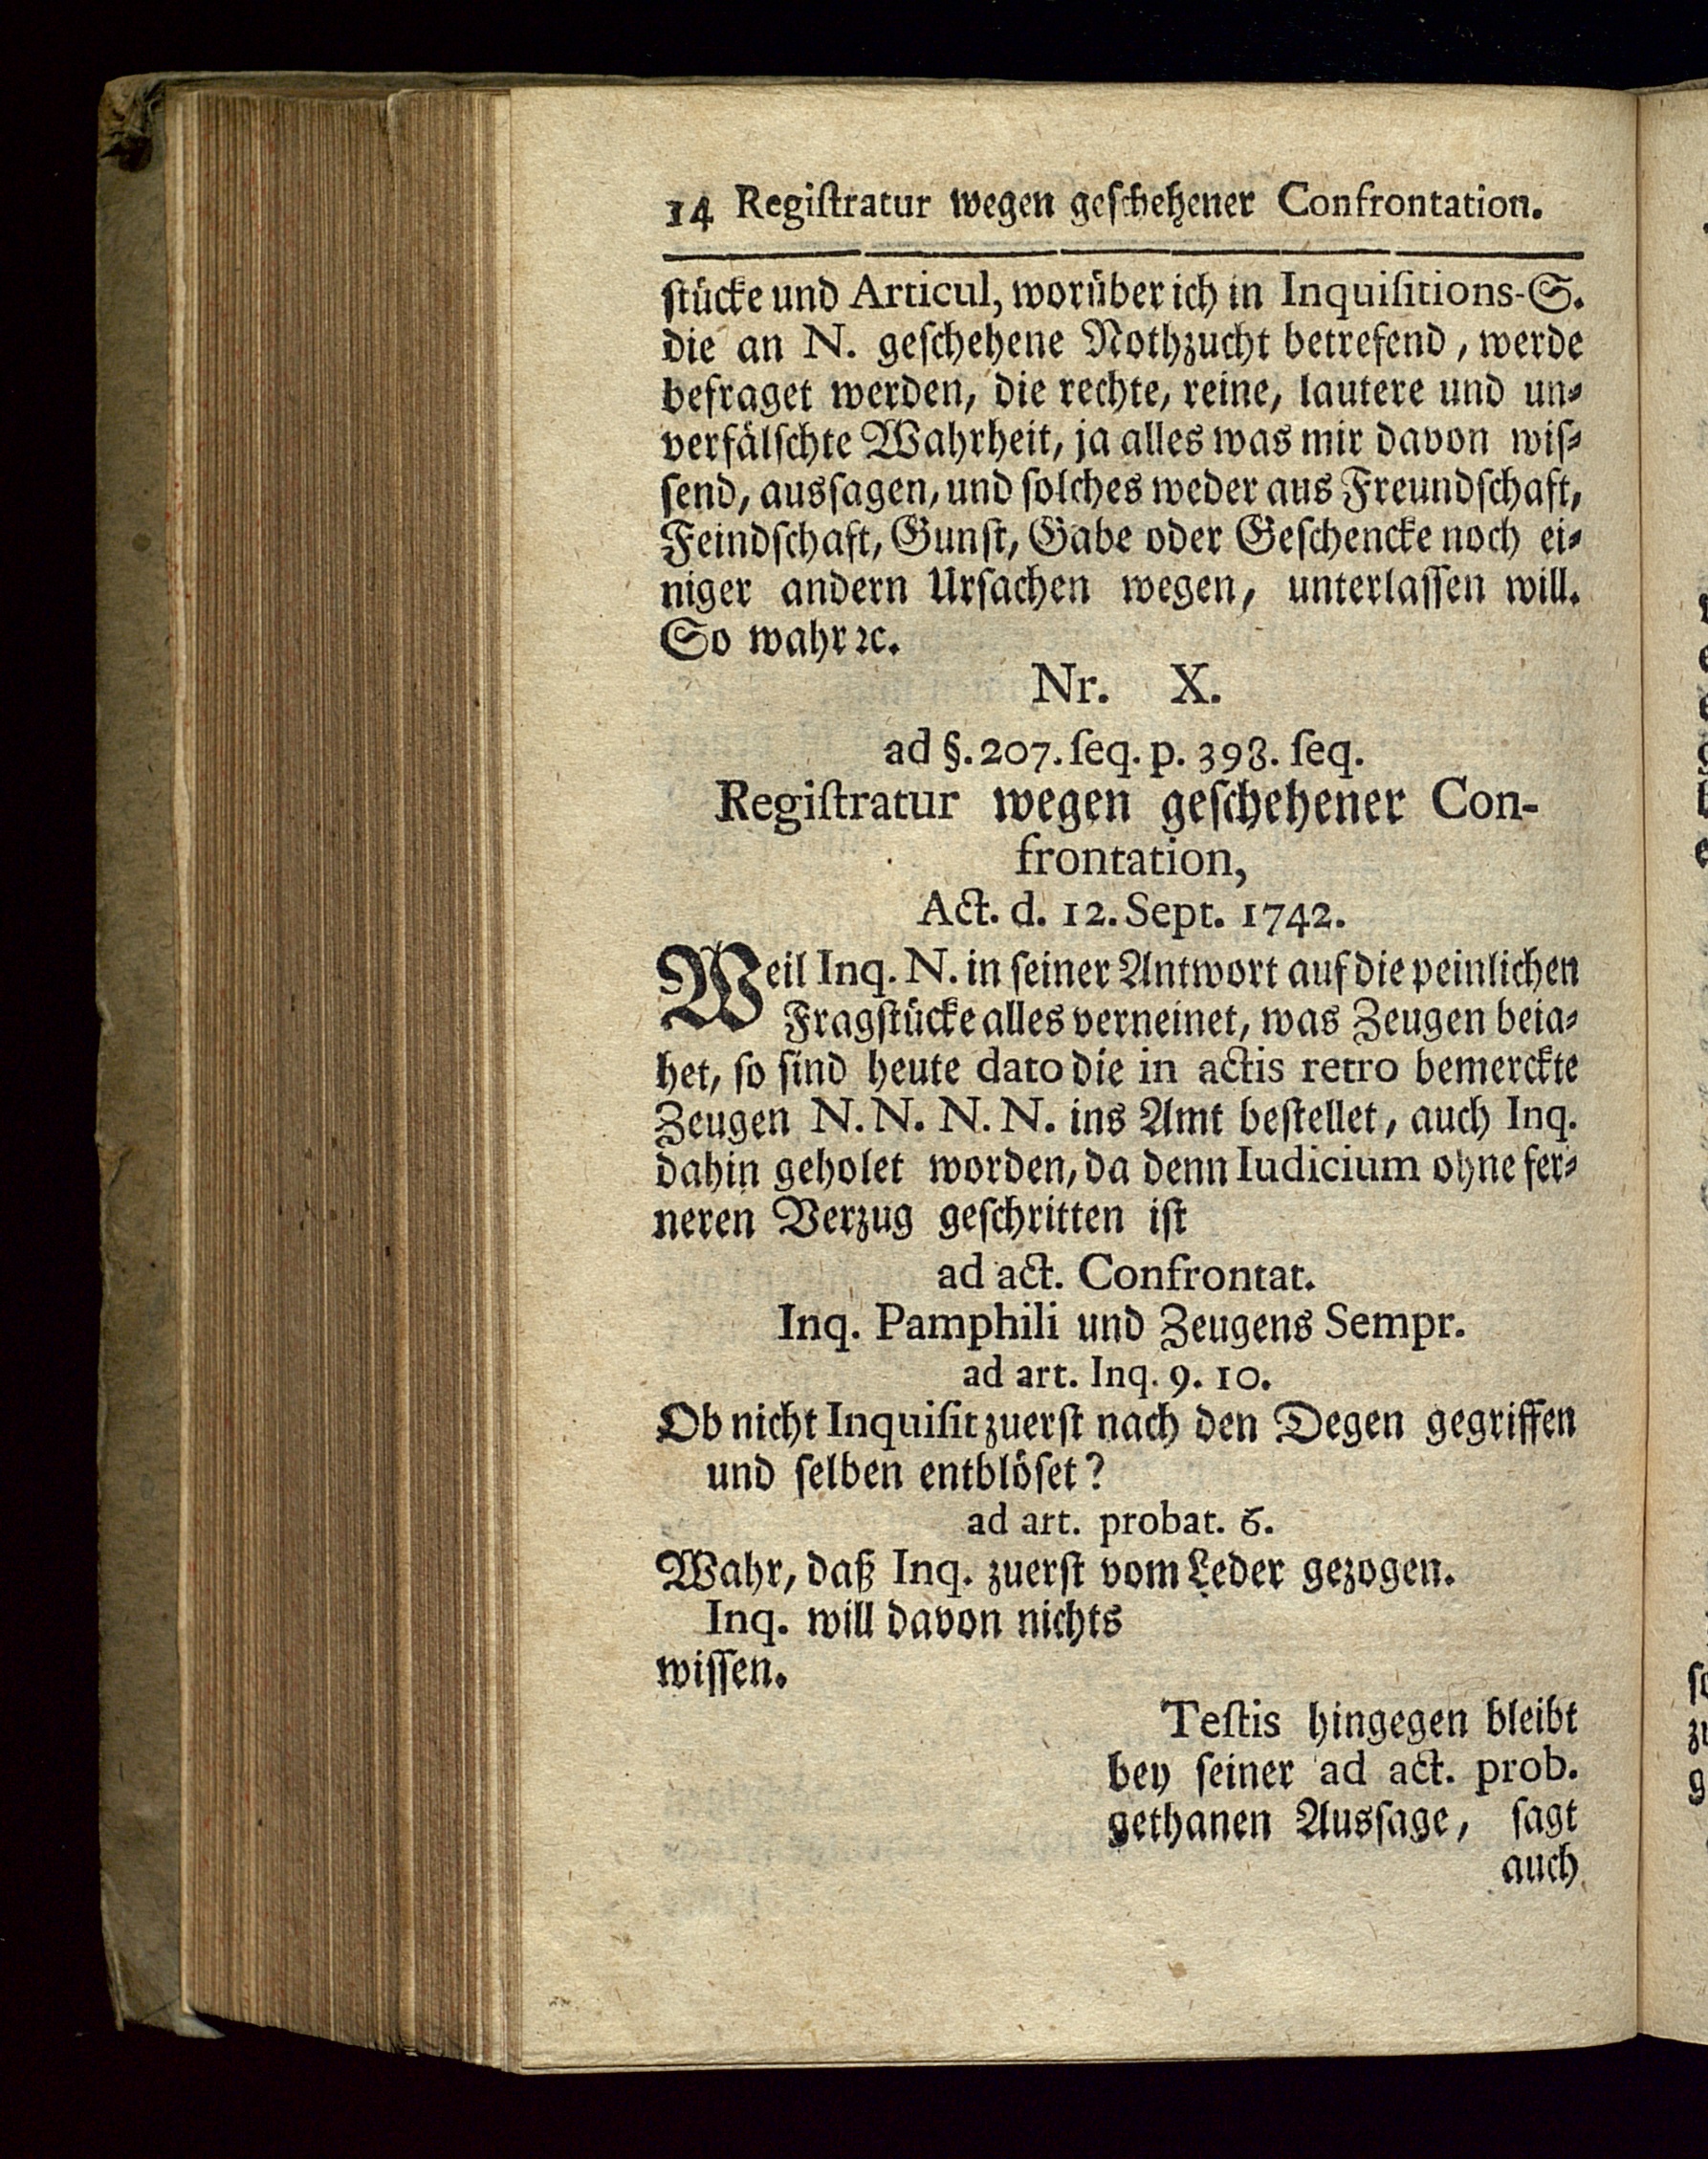 14 Regiſtratur wegen geſchehener Confrontation.
ſtücke und Articul, worüber ich in Inquiſitions-S.
die an N. geſchehene Nothzucht betrefend, werde
befraget werden, die rechte, reine, lautere und un⸗
verfälſchte Wahrheit, ja alles was mir davon wiſ⸗
ſend, ausſagen, und ſolches weder aus Freundſchaft,
Feindſchaft, Gunſt, Gabe oder Geſchencke noch ei⸗
niger andern Urſachen wegen, unterlaſſen will.
So wahr ꝛc.
Nr. X.
ad §. 207. ſeq. p. 398. ſeq.
Regiſtratur wegen geſchehener Con-
frontation,
Act. d. 12. Sept. 1742.
Weil Inq. N. in ſeiner Antwort auf die peinlichen
Fragſtücke alles verneinet, was Zeugen beia⸗
het, ſo ſind heute dato die in actis retro bemerckte
Zeugen N. N. N. N. ins Amt beſtellet, auch Inq.
dahin geholet worden, da denn Iudicium ohne fer⸗
neren Verzug geſchritten iſt
ad act. Confrontat.
Inq. Pamphili und Zeugens Sempr.
ad art. Inq. 9. 10.
Ob nicht Inquiſit zuerſt nach den Degen gegriffen
und ſelben entblöſet?
ad art. probat. 6.
Wahr, daß Inq. zuerſt vom Leder gezogen.
Inq. will davon nichts
wiſſen.
Teſtis hingegen bleibt
bey ſeiner ad act. prob.
gethanen Ausſage, ſagt
auch